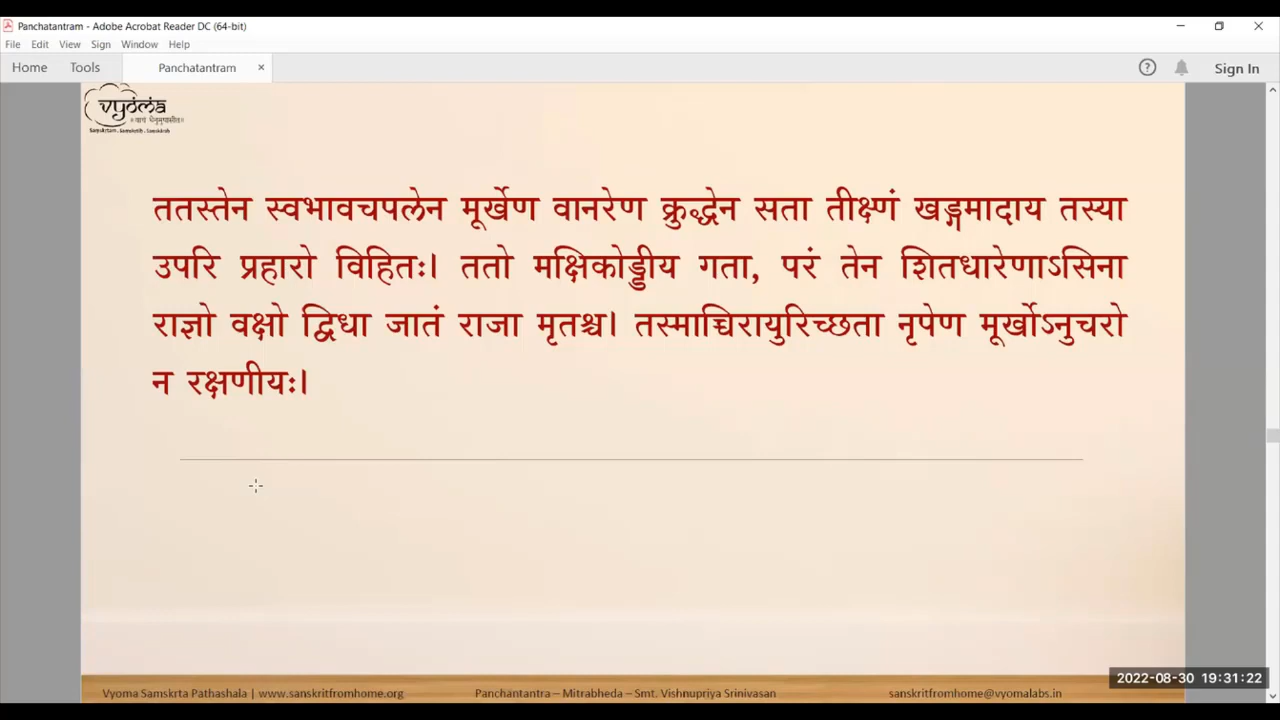 Panchatantram - Adobe Acrobat Reader DC (64-bit)
File Edit View Sign Window Help
Home Tools Panchatantram × Sign In
vyoma
॥ वाचं धेनुमुपासीत॥
Samskrtam. Samskrti. Samskara
ततस्तेन स्वभावचपलेन मूर्खेण वानरेण क्रुद्धेन सता तीक्ष्णं खड्गमादाय तस्या
उपरि प्रहारो विहितः। ततो मक्षिकोड्डीय गता, परं तेन शितधारेणाऽसिना
राज्ञो वक्षो द्विधा जातं राजा मृतश्च। तस्माच्चिरायुरिच्छता नृपेण मूर्खोऽनुचरो
न रक्षणीयः।
Vyoma Samskrta Pathashala | www.sanskritfromhome.org Panchantantra – Mitrabheda – Smt. Vishnupriya Srinivasan sanskritfromhome@vyomalabs.in
2022-08-30 19:31:22